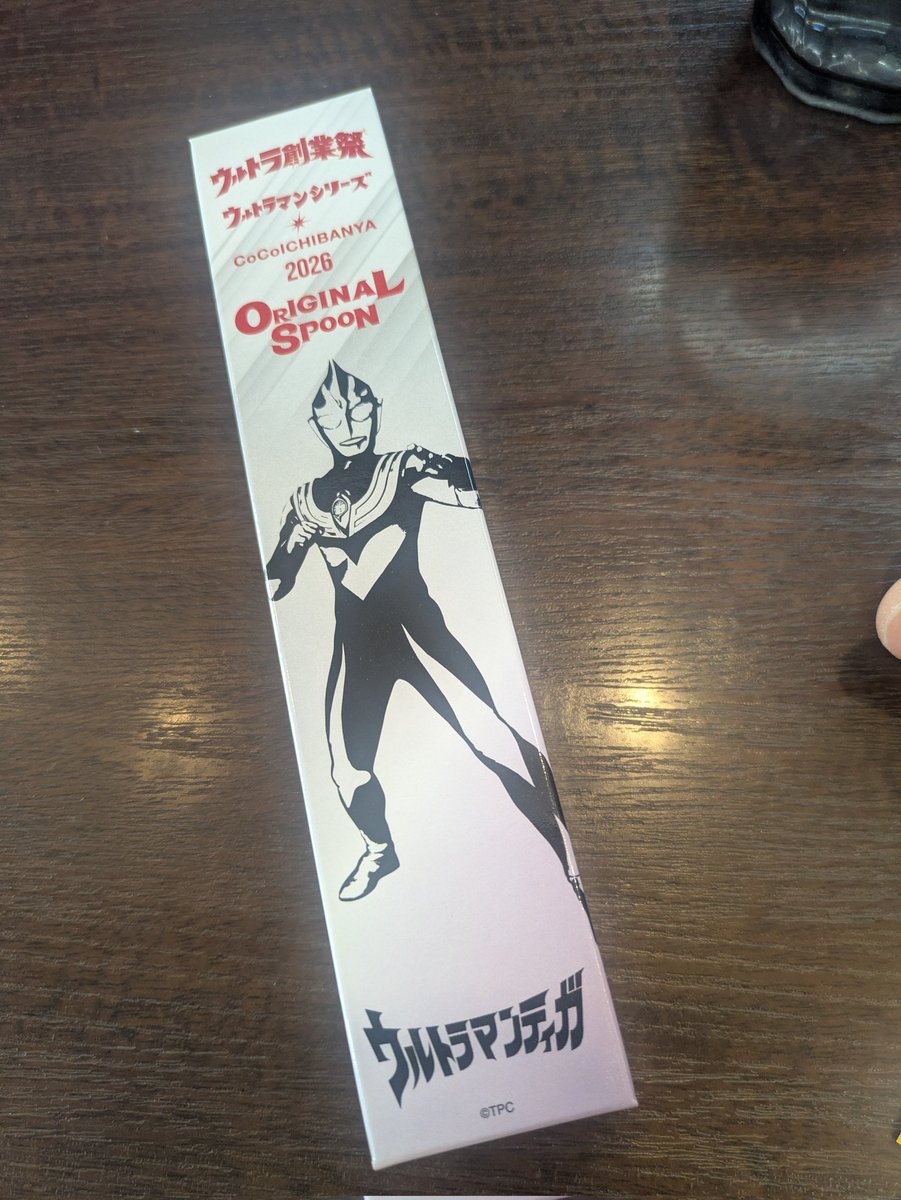 ウルトラ創業祭
ウルトラマンシリーズ
CoCoICHIBANYA
2026
ORIGINAL
SPOON
ウルトラマンティガ
©TPC